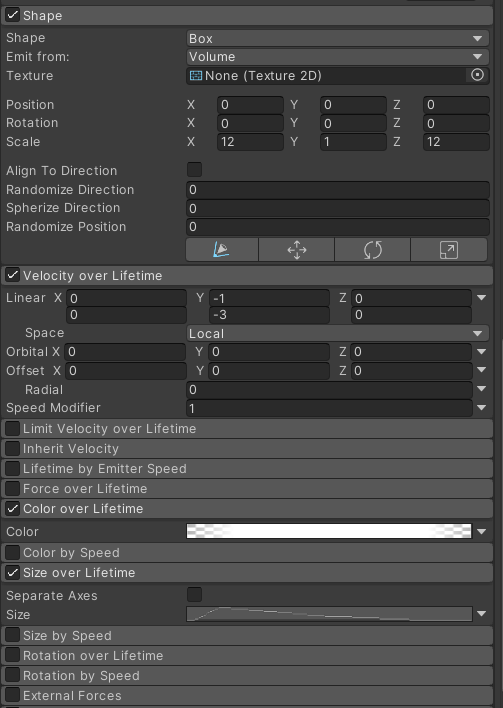 Shape
Shape Box
Emit from: Volume
Texture None (Texture 2D)
Position X 0 Y 0 Z 0
Rotation X 0 Y 0 Z 0
Scale X 12 Y 1 Z 12
Align To Direction
Randomize Direction 0
Spherize Direction 0
Randomize Position 0
Velocity over Lifetime
Linear X 0 Y -1 Z 0
0 -3 0
Space Local
Orbital X 0 Y 0 Z 0
Offset X 0 Y 0 Z 0
Radial 0
Speed Modifier 1
Limit Velocity over Lifetime
Inherit Velocity
Lifetime by Emitter Speed
Force over Lifetime
Color over Lifetime
Color
Color by Speed
Size over Lifetime
Separate Axes
Size
Size by Speed
Rotation over Lifetime
Rotation by Speed
External Forces